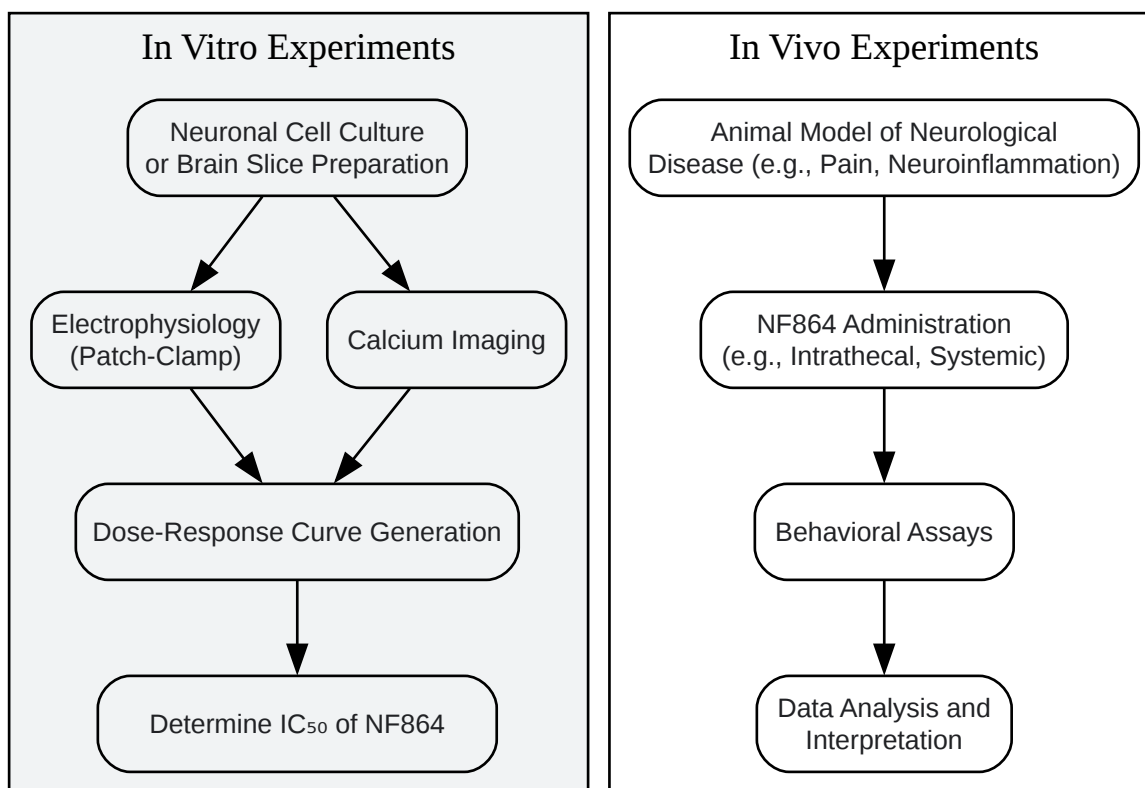 In Vitro Experiments
Neuronal Cell Culture
or Brain Slice Preparation
Electrophysiology
(Patch-Clamp)
Calcium Imaging
Dose-Response Curve Generation
Determine IC₅₀ of NF864
In Vivo Experiments
Animal Model of Neurological
Disease (e.g., Pain, Neuroinflammation)
NF864 Administration
(e.g., Intrathecal, Systemic)
Behavioral Assays
Data Analysis and
Interpretation